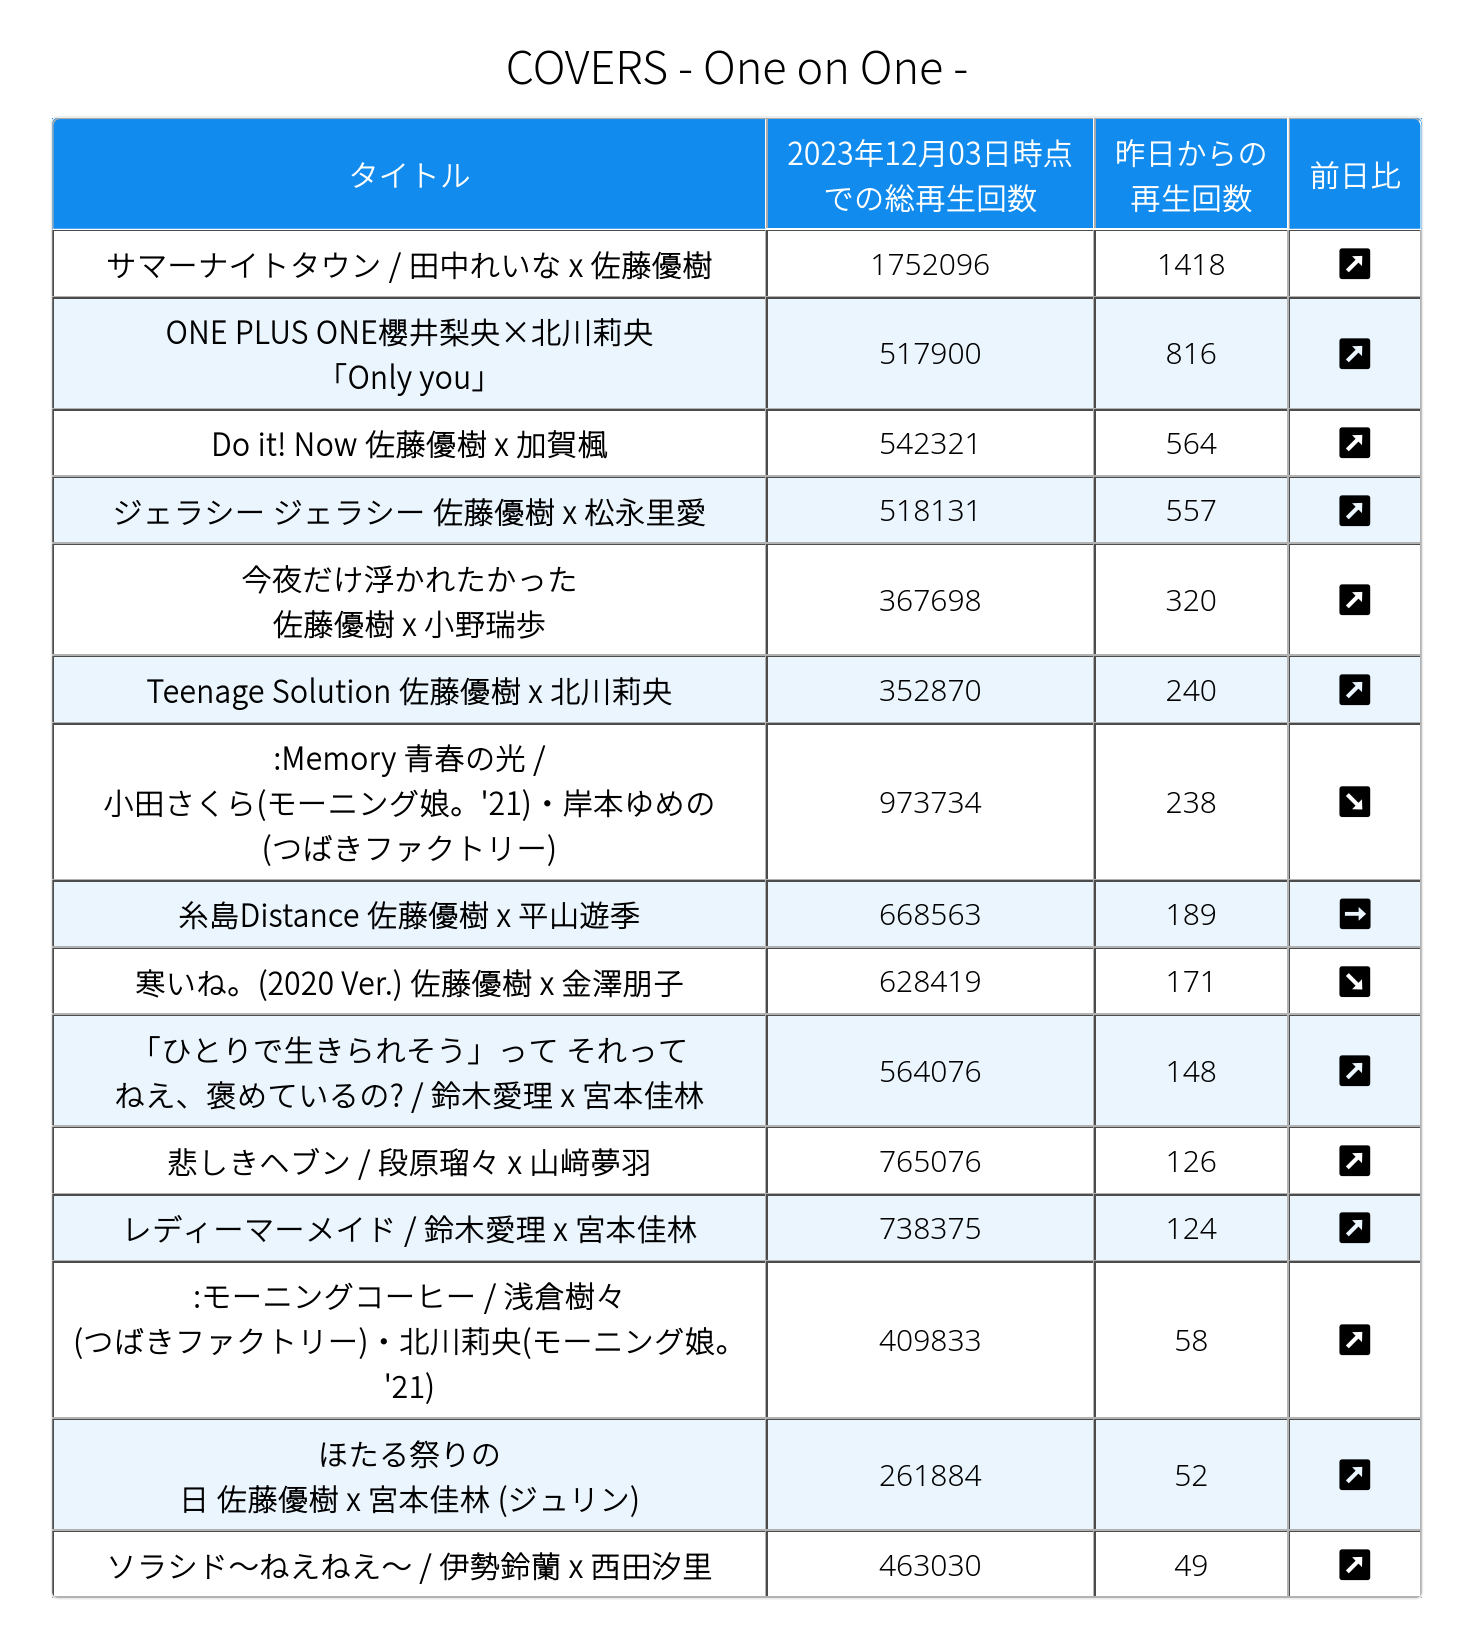 COVERS - One on One -
タイトル
2023年12月03日時点
での総再生回数
昨日からの
再生回数
前日比
サマーナイトタウン / 田中れいな x 佐藤優樹
1752096
1418
ONE PLUS ONE櫻井梨央×北川莉央
「Only you」
517900
816
Do it! Now 佐藤優樹 x 加賀楓
542321
564
ジェラシー ジェラシー 佐藤優樹 x 松永里愛
518131
557
今夜だけ浮かれたかった
佐藤優樹 x 小野瑞歩
367698
320
Teenage Solution 佐藤優樹 x 北川莉央
352870
240
:Memory 青春の光 /
小田さくら(モーニング娘。'21)・岸本ゆめの
(つばきファクトリー)
973734
238
糸島Distance 佐藤優樹 x 平山遊季
668563
189
寒いね。(2020 Ver.) 佐藤優樹 x 金澤朋子
628419
171
「ひとりで生きられそう」って それって
ねえ、褒めているの? / 鈴木愛理 x 宮本佳林
564076
148
悲しきヘブン / 段原瑠々 x 山﨑夢羽
765076
126
レディーマーメイド / 鈴木愛理 x 宮本佳林
738375
124
:モーニングコーヒー / 浅倉樹々
(つばきファクトリー)・北川莉央(モーニング娘。
'21)
409833
58
ほたる祭りの
日 佐藤優樹 x 宮本佳林 (ジュリン)
261884
52
ソラシド〜ねえねえ〜 / 伊勢鈴蘭 x 西田汐里
463030
49